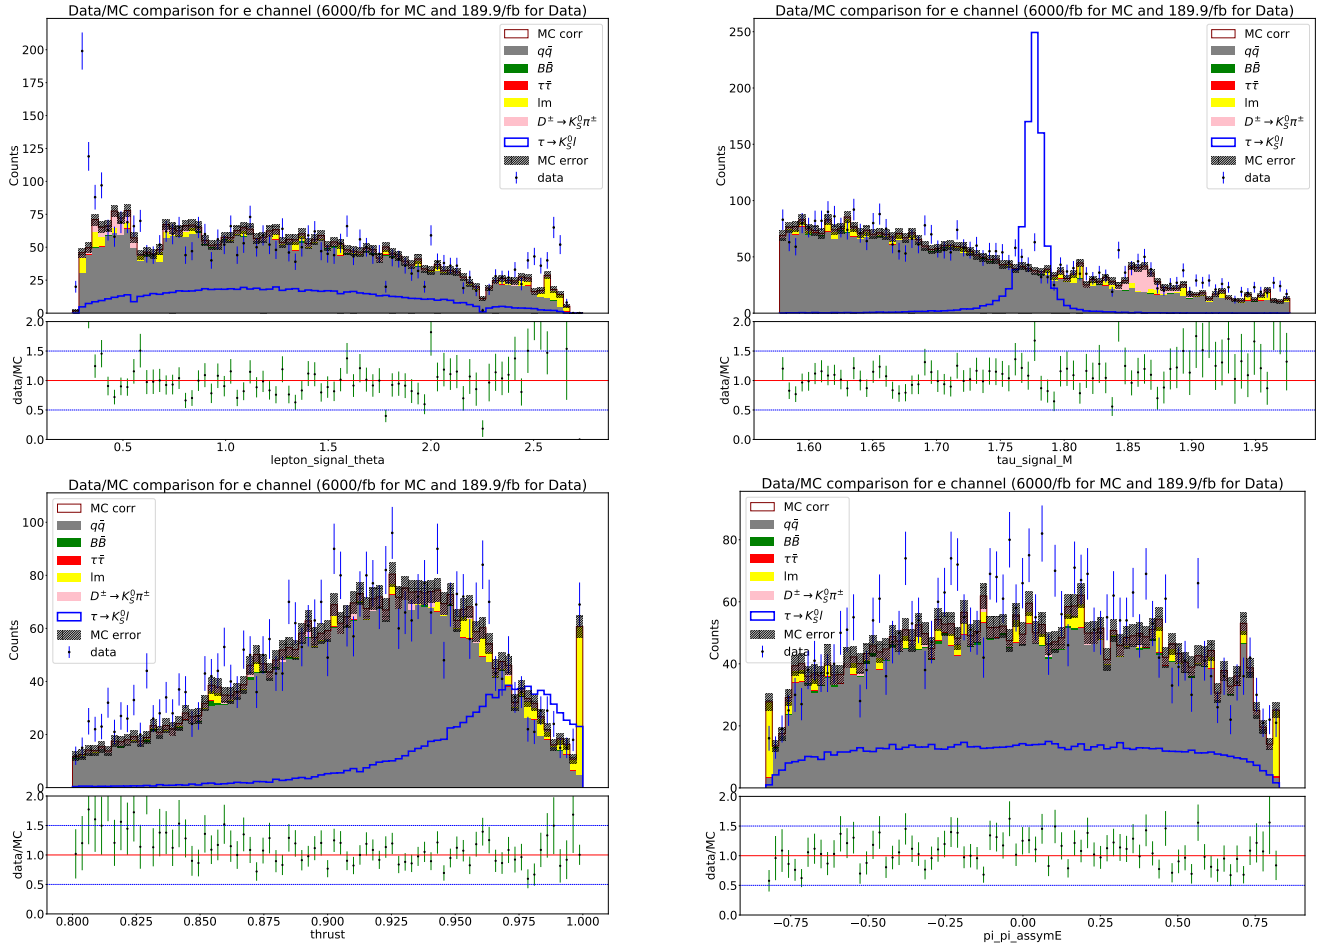 Data/MC comparison for e channel (6000/fb for MC and 189.9/fb for Data)
MC corr
qq̄
BB̄
ττ̄
lm
D± → K⁰_Sπ±
τ → K⁰_Sl
MC error
data
Counts
200
175
150
125
100
75
50
25
0
data/MC
2.0
1.5
1.0
0.5
0.0
0.5 1.0 1.5 2.0 2.5
lepton_signal_theta
Data/MC comparison for e channel (6000/fb for MC and 189.9/fb for Data)
MC corr
qq̄
BB̄
ττ̄
lm
D± → K⁰_Sπ±
τ → K⁰_Sl
MC error
data
Counts
250
200
150
100
50
0
data/MC
2.0
1.5
1.0
0.5
0.0
1.60 1.65 1.70 1.75 1.80 1.85 1.90 1.95
tau_signal_M
Data/MC comparison for e channel (6000/fb for MC and 189.9/fb for Data)
MC corr
qq̄
BB̄
ττ̄
lm
D± → K⁰_Sπ±
τ → K⁰_Sl
MC error
data
Counts
100
80
60
40
20
0
data/MC
2.0
1.5
1.0
0.5
0.0
0.800 0.825 0.850 0.875 0.900 0.925 0.950 0.975 1.000
thrust
Data/MC comparison for e channel (6000/fb for MC and 189.9/fb for Data)
MC corr
qq̄
BB̄
ττ̄
lm
D± → K⁰_Sπ±
τ → K⁰_Sl
MC error
data
Counts
80
60
40
20
0
data/MC
2.0
1.5
1.0
0.5
0.0
−0.75 −0.50 −0.25 0.00 0.25 0.50 0.75
pi_pi_assymE